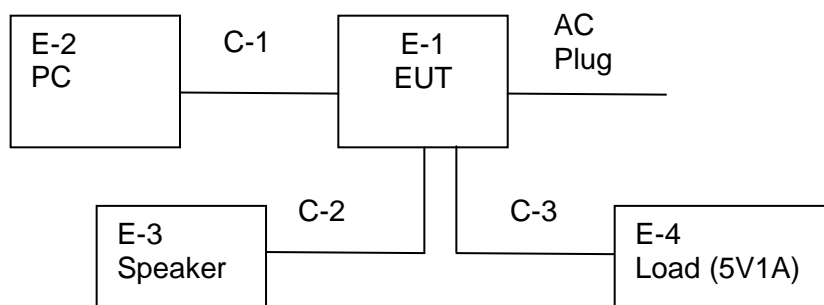 E-2
PC
C-1
E-1
EUT
AC
Plug
C-2
E-3
Speaker
C-3
E-4
Load (5V1A)